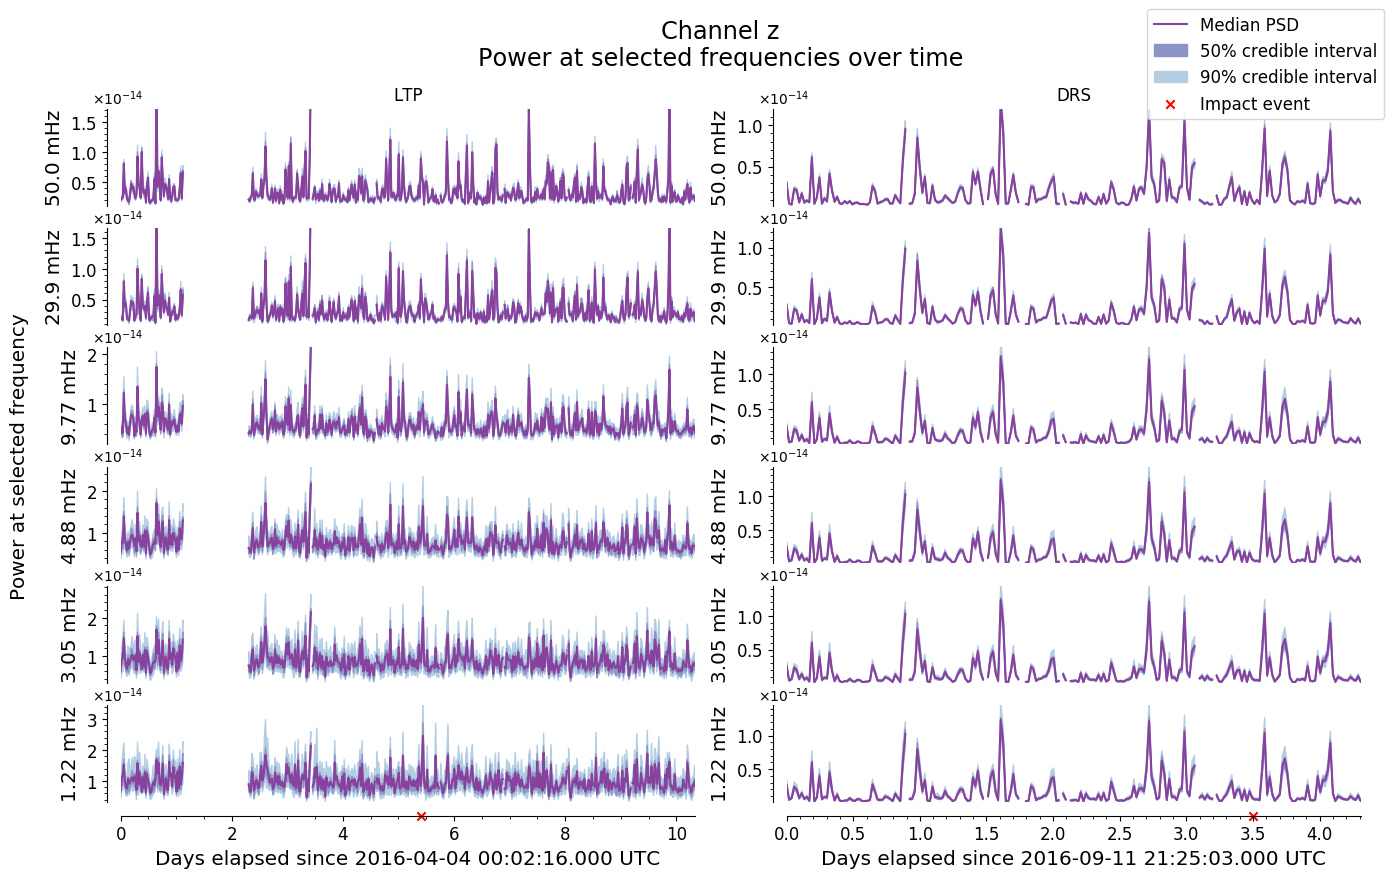 Channel z
Power at selected frequencies over time
Median PSD
50% credible interval
90% credible interval
Impact event
LTP
DRS
Power at selected frequency
×10⁻¹⁴
50.0 mHz
1.5
1.0
0.5
×10⁻¹⁴
50.0 mHz
1.0
0.5
×10⁻¹⁴
29.9 mHz
1.5
1.0
0.5
×10⁻¹⁴
29.9 mHz
1.0
0.5
×10⁻¹⁴
9.77 mHz
2
1
×10⁻¹⁴
9.77 mHz
1.0
0.5
×10⁻¹⁴
4.88 mHz
2
1
×10⁻¹⁴
4.88 mHz
1.0
0.5
×10⁻¹⁴
3.05 mHz
2
1
×10⁻¹⁴
3.05 mHz
1.0
0.5
×10⁻¹⁴
1.22 mHz
3
2
1
×10⁻¹⁴
1.22 mHz
1.0
0.5
0 2 4 6 8 10
Days elapsed since 2016-04-04 00:02:16.000 UTC
0.0 0.5 1.0 1.5 2.0 2.5 3.0 3.5 4.0
Days elapsed since 2016-09-11 21:25:03.000 UTC